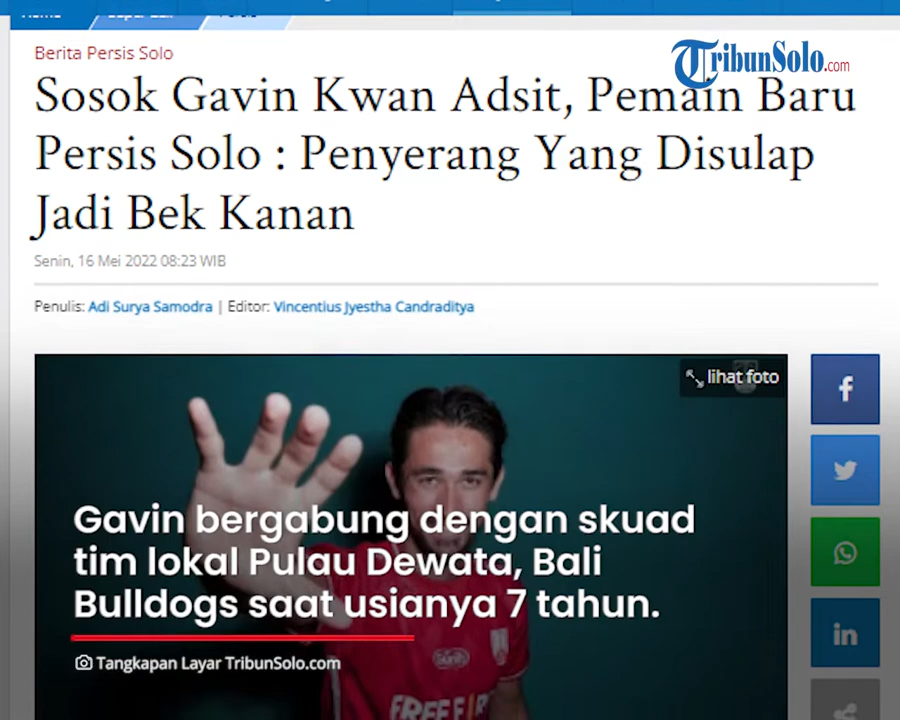 Berita Persis Solo
TribunSolo.com
Sosok Gavin Kwan Adsit, Pemain Baru
Persis Solo : Penyerang Yang Disulap
Jadi Bek Kanan
Senin, 16 Mei 2022 08:23 WIB
Penulis: Adi Surya Samodra | Editor: Vincentius Jyestha Candraditya
lihat foto
Gavin bergabung dengan skuad
tim lokal Pulau Dewata, Bali
Bulldogs saat usianya 7 tahun.
Tangkapan Layar TribunSolo.com
FREE FIR